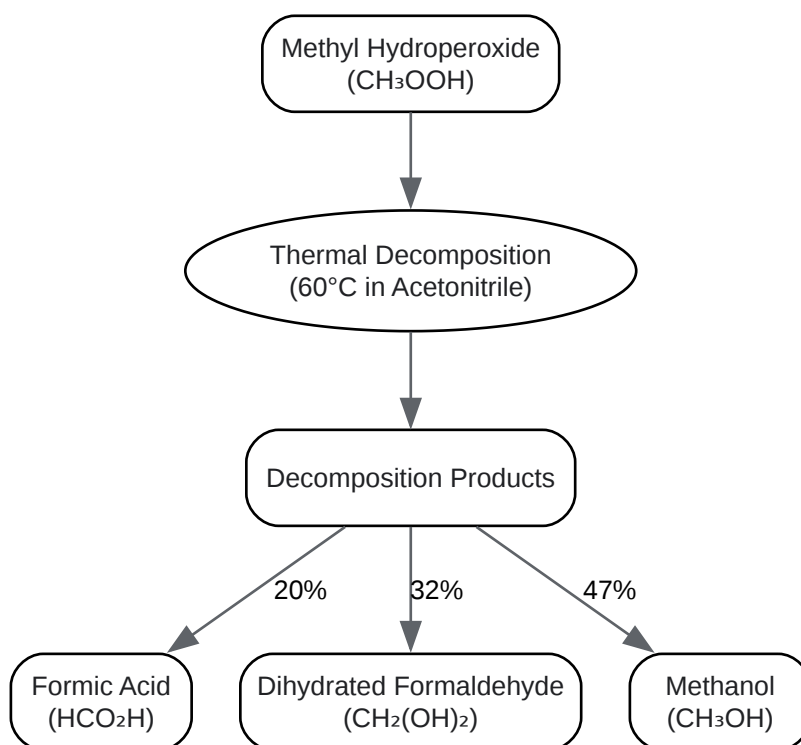 Methyl Hydroperoxide
(CH₃OOH)
Thermal Decomposition
(60°C in Acetonitrile)
Decomposition Products
20%
32%
47%
Formic Acid
(HCO₂H)
Dihydrated Formaldehyde
(CH₂(OH)₂)
Methanol
(CH₃OH)